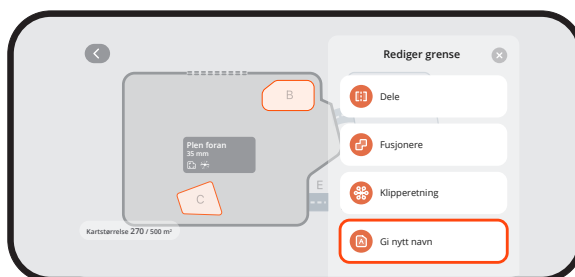 Rediger grense
B
Dele
Plen foran
35 mm
Fusjonere
E
C
Klipperetning
Kartstørrelse 270 / 500 m²
Gi nytt navn